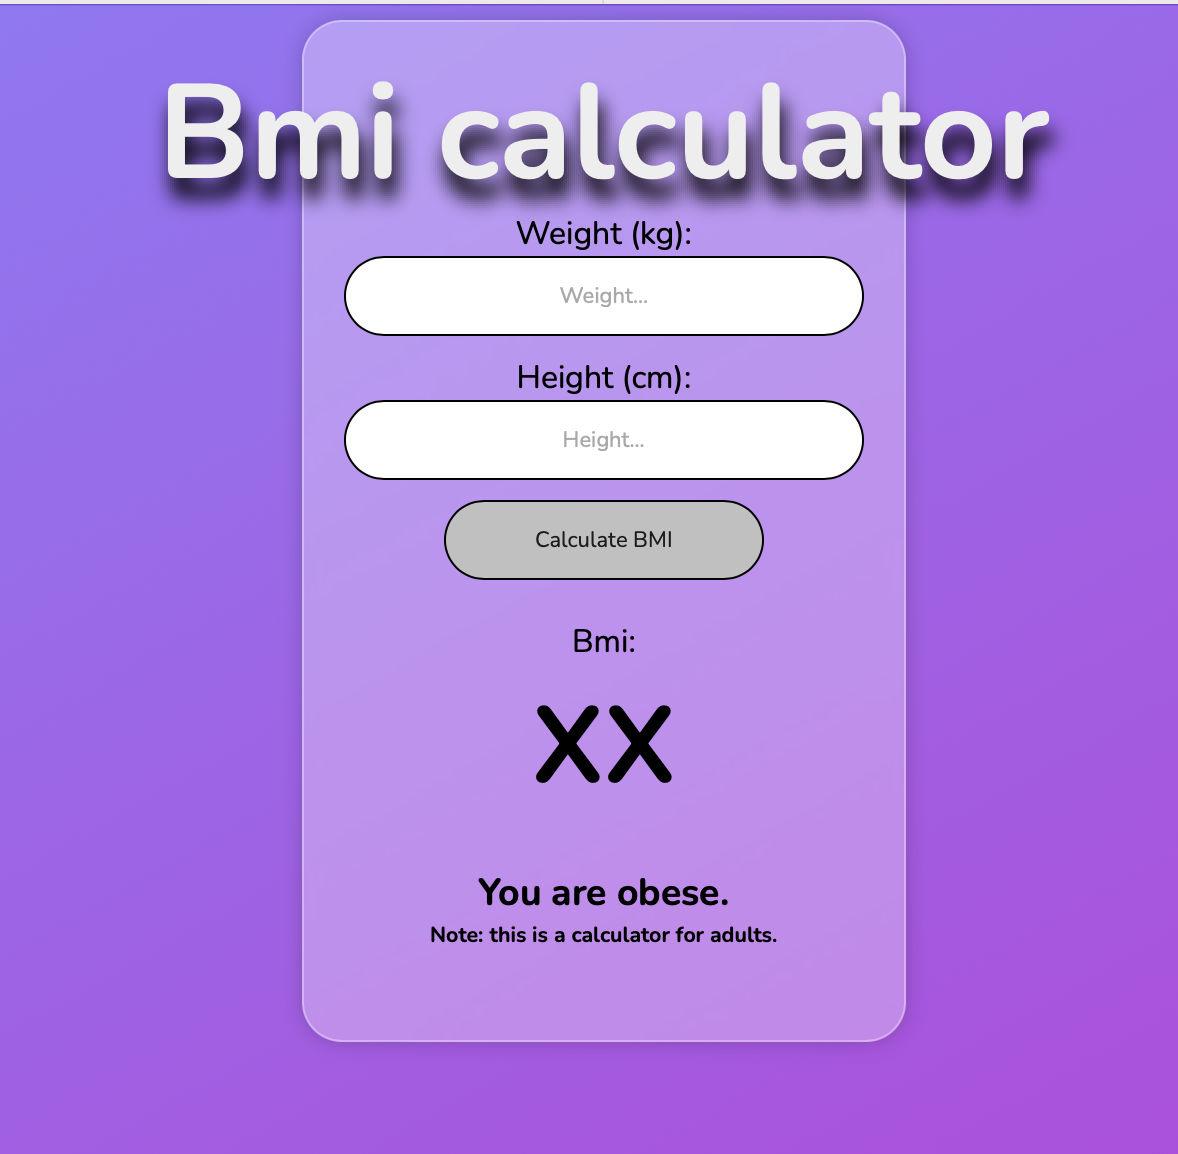 Bmi calculator
Weight (kg):
Weight...
Height (cm):
Height...
Calculate BMI
Bmi:
XX
You are obese.
Note: this is a calculator for adults.